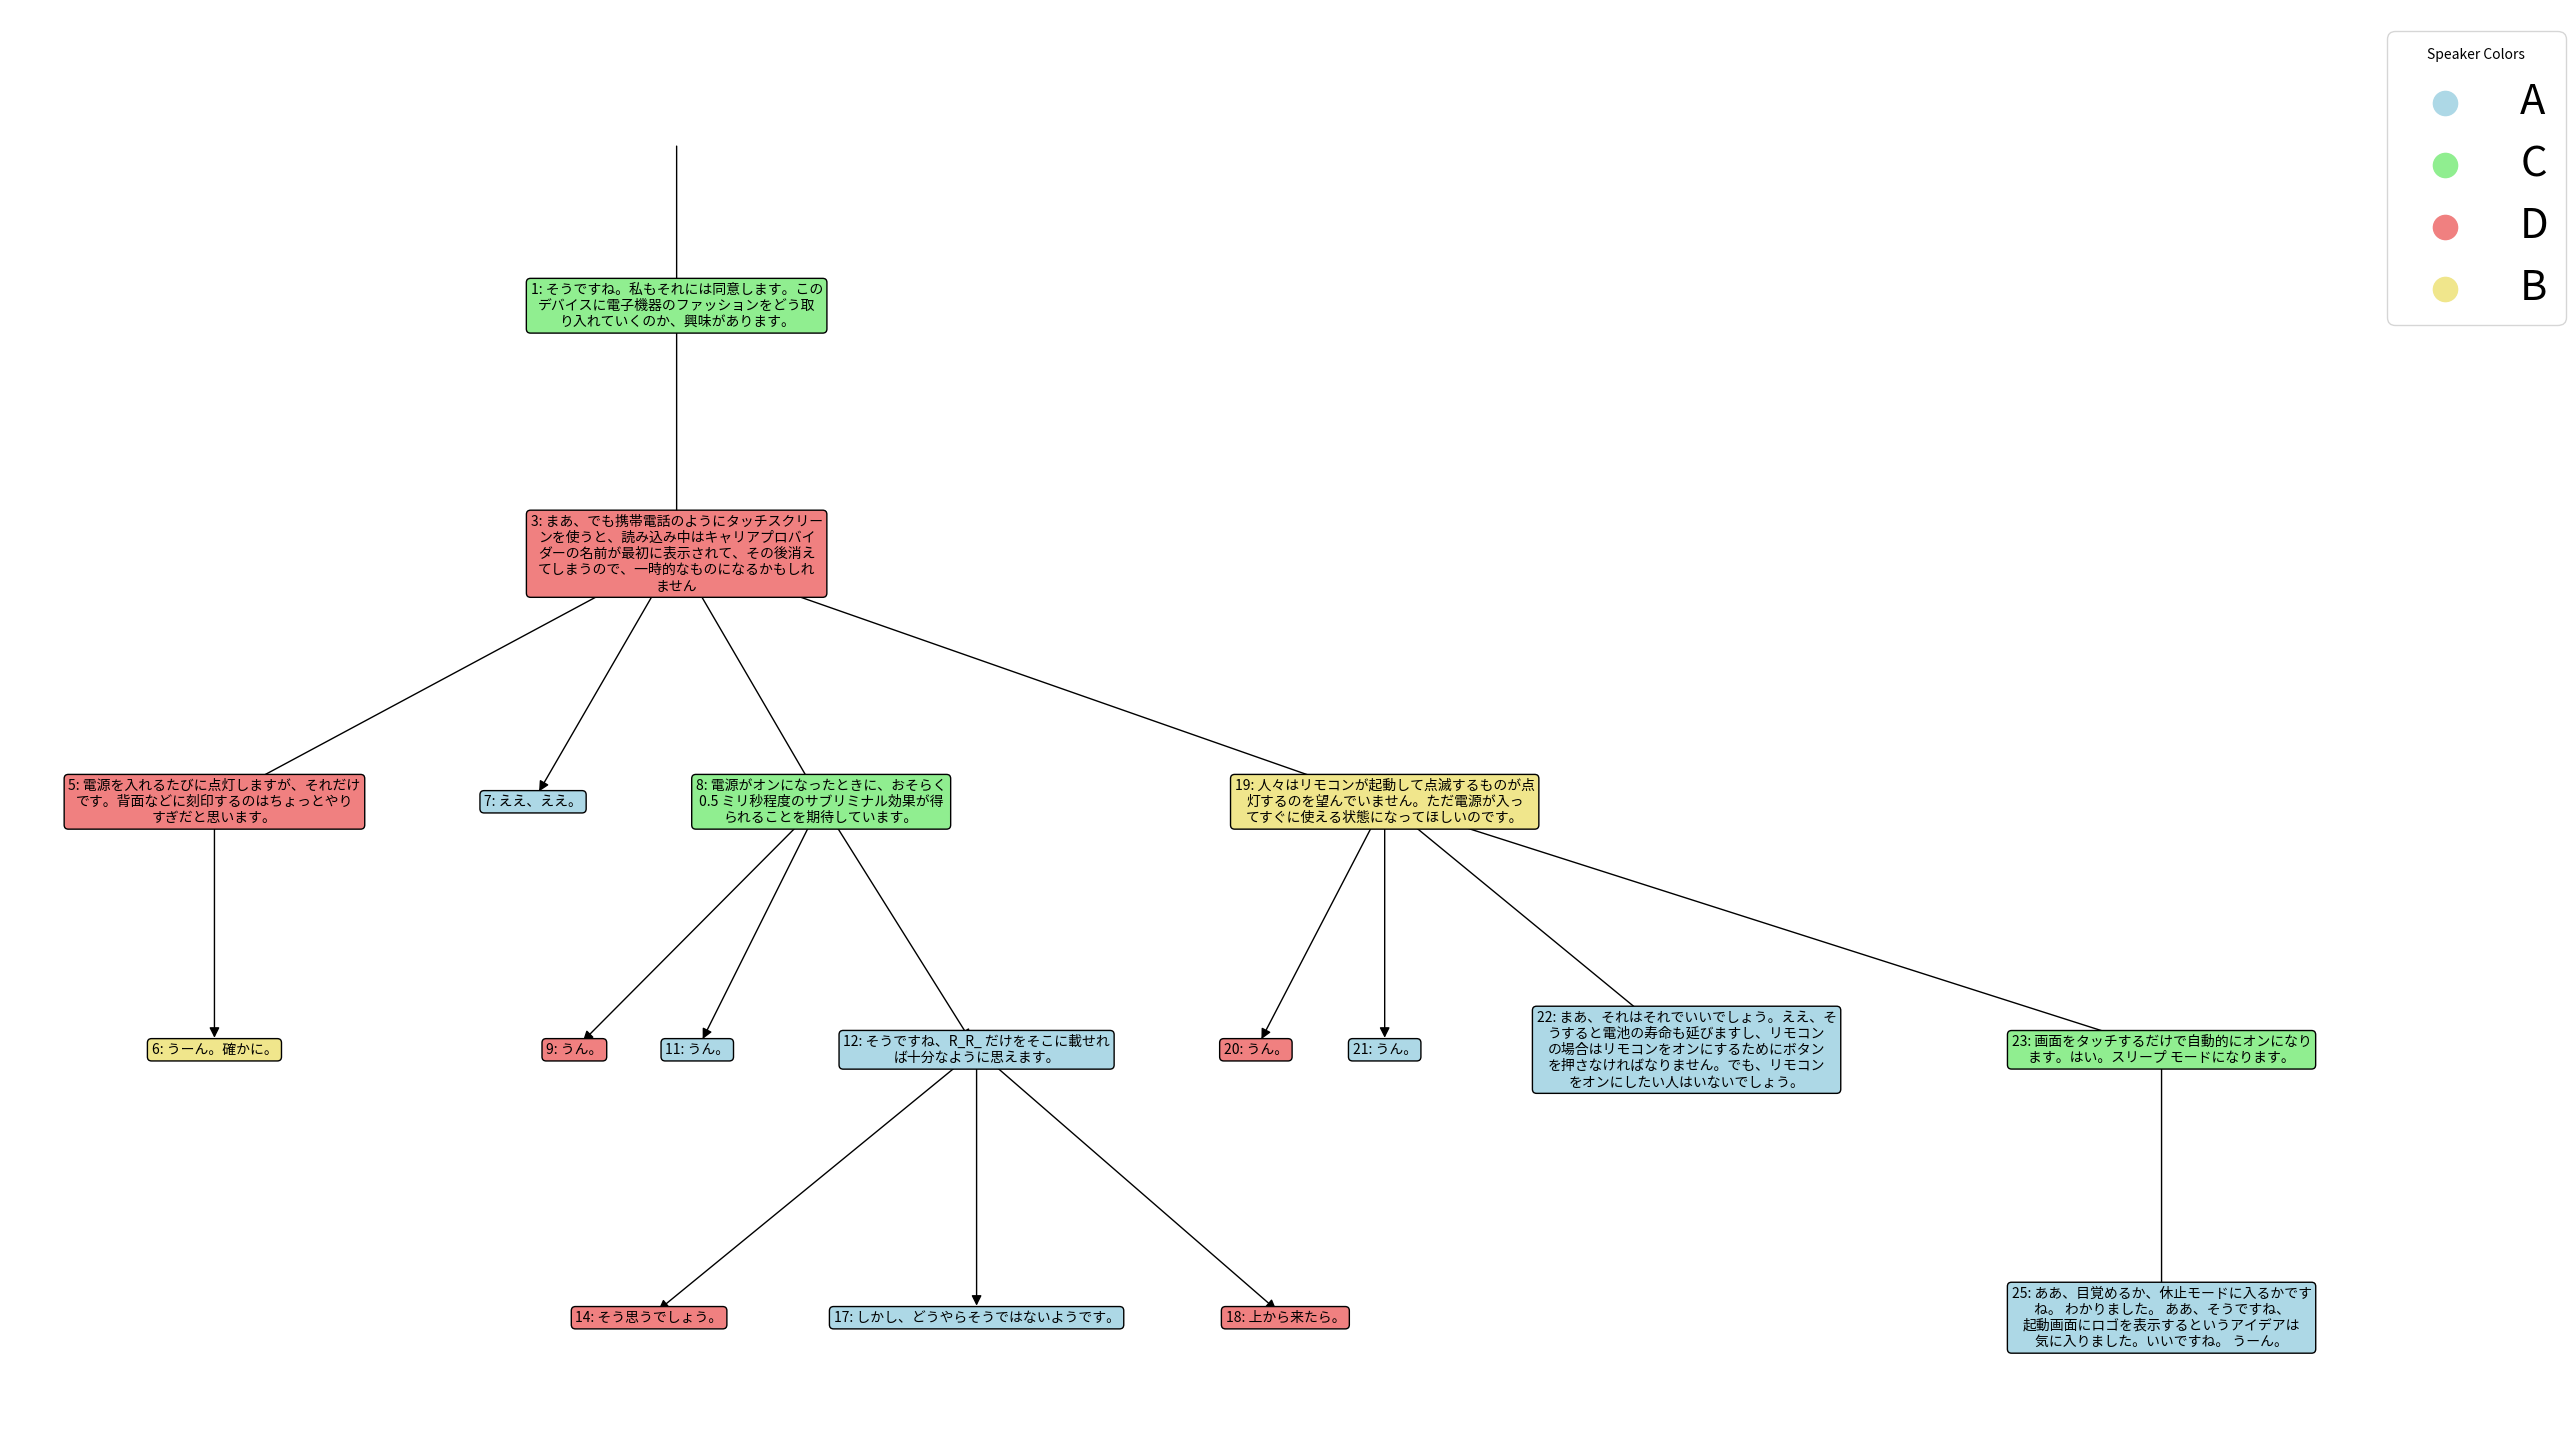 Speaker Colors
A
C
D
B
1: そうですね。私もそれには同意します。この
デバイスに電子機器のファッションをどう取
り入れていくのか、興味があります。
3: まあ、でも携帯電話のようにタッチスクリー
ンを使うと、読み込み中はキャリアプロバイ
ダーの名前が最初に表示されて、その後消え
てしまうので、一時的なものになるかもしれ
ません
5: 電源を入れるたびに点灯しますが、それだけ
です。背面などに刻印するのはちょっとやり
すぎだと思います。
7: ええ、ええ。
8: 電源がオンになったときに、おそらく
0.5 ミリ秒程度のサブリミナル効果が得
られることを期待しています。
19: 人々はリモコンが起動して点滅するものが点
灯するのを望んでいません。ただ電源が入っ
てすぐに使える状態になってほしいのです。
6: うーん。確かに。
9: うん。
11: うん。
12: そうですね、R_R_ だけをそこに載せれ
ば十分なように思えます。
20: うん。
21: うん。
22: まあ、それはそれでいいでしょう。ええ、そ
うすると電池の寿命も延びますし、リモコン
の場合はリモコンをオンにするためにボタン
を押さなければなりません。でも、リモコン
をオンにしたい人はいないでしょう。
23: 画面をタッチするだけで自動的にオンになり
ます。はい。スリープ モードになります。
14: そう思うでしょう。
17: しかし、どうやらそうではないようです。
18: 上から来たら。
25: ああ、目覚めるか、休止モードに入るかです
ね。 わかりました。 ああ、そうですね、
起動画面にロゴを表示するというアイデアは
気に入りました。いいですね。 うーん。